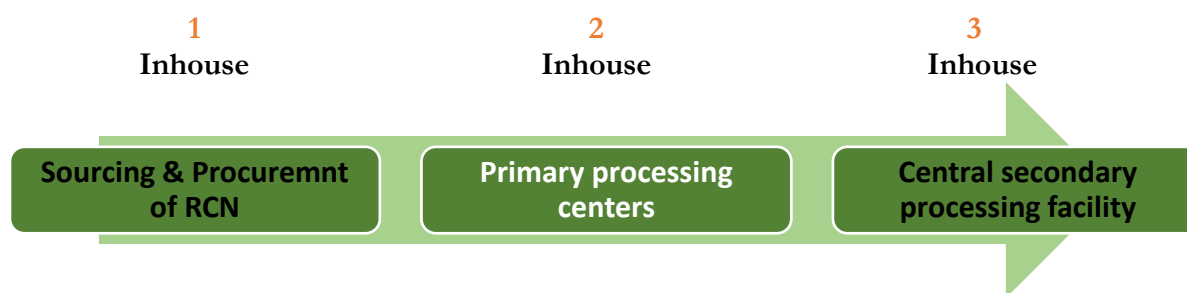 1
Inhouse
2
Inhouse
3
Inhouse
Sourcing & Procuremnt
of RCN
Primary processing
centers
Central secondary
processing facility